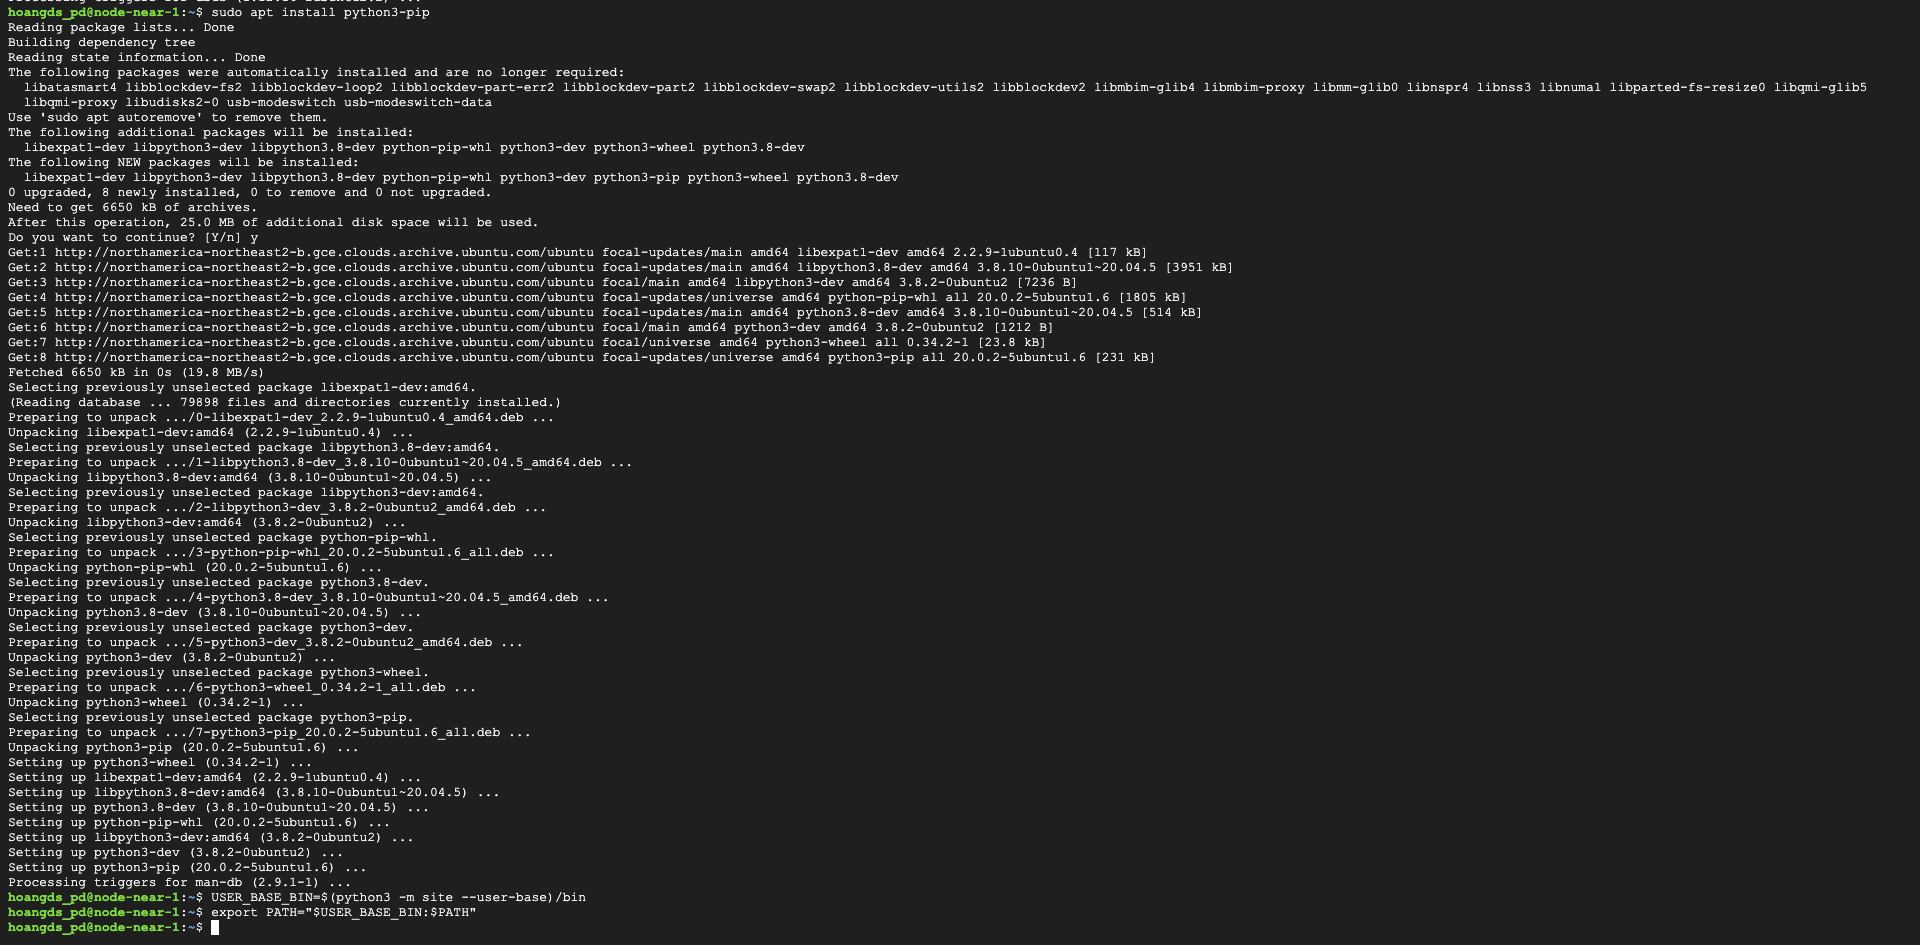 hoangds_pd@node-near-1:~$ sudo apt install python3-pip
Reading package lists... Done
Building dependency tree
Reading state information... Done
The following packages were automatically installed and are no longer required:
  libatasmart4 libblockdev-fs2 libblockdev-loop2 libblockdev-part-err2 libblockdev-part2 libblockdev-swap2 libblockdev-utils2 libblockdev2 libmbim-glib4 libmbim-proxy libmm-glib0 libnspr4 libnss3 libnuma1 libparted-fs-resize0 libqmi-glib5
  libqmi-proxy libudisks2-0 usb-modeswitch usb-modeswitch-data
Use 'sudo apt autoremove' to remove them.
The following additional packages will be installed:
  libexpat1-dev libpython3-dev libpython3.8-dev python-pip-whl python3-dev python3-wheel python3.8-dev
The following NEW packages will be installed:
  libexpat1-dev libpython3-dev libpython3.8-dev python-pip-whl python3-dev python3-pip python3-wheel python3.8-dev
0 upgraded, 8 newly installed, 0 to remove and 0 not upgraded.
Need to get 6650 kB of archives.
After this operation, 25.0 MB of additional disk space will be used.
Do you want to continue? [Y/n] y
Get:1 http://northamerica-northeast2-b.gce.clouds.archive.ubuntu.com/ubuntu focal-updates/main amd64 libexpat1-dev amd64 2.2.9-1ubuntu0.4 [117 kB]
Get:2 http://northamerica-northeast2-b.gce.clouds.archive.ubuntu.com/ubuntu focal-updates/main amd64 libpython3.8-dev amd64 3.8.10-0ubuntu1~20.04.5 [3951 kB]
Get:3 http://northamerica-northeast2-b.gce.clouds.archive.ubuntu.com/ubuntu focal/main amd64 libpython3-dev amd64 3.8.2-0ubuntu2 [7236 B]
Get:4 http://northamerica-northeast2-b.gce.clouds.archive.ubuntu.com/ubuntu focal-updates/universe amd64 python-pip-whl all 20.0.2-5ubuntu1.6 [1805 kB]
Get:5 http://northamerica-northeast2-b.gce.clouds.archive.ubuntu.com/ubuntu focal-updates/main amd64 python3.8-dev amd64 3.8.10-0ubuntu1~20.04.5 [514 kB]
Get:6 http://northamerica-northeast2-b.gce.clouds.archive.ubuntu.com/ubuntu focal/main amd64 python3-dev amd64 3.8.2-0ubuntu2 [1212 B]
Get:7 http://northamerica-northeast2-b.gce.clouds.archive.ubuntu.com/ubuntu focal/universe amd64 python3-wheel all 0.34.2-1 [23.8 kB]
Get:8 http://northamerica-northeast2-b.gce.clouds.archive.ubuntu.com/ubuntu focal-updates/universe amd64 python3-pip all 20.0.2-5ubuntu1.6 [231 kB]
Fetched 6650 kB in 0s (19.8 MB/s)
Selecting previously unselected package libexpat1-dev:amd64.
(Reading database ... 79898 files and directories currently installed.)
Preparing to unpack .../0-libexpat1-dev_2.2.9-1ubuntu0.4_amd64.deb ...
Unpacking libexpat1-dev:amd64 (2.2.9-1ubuntu0.4) ...
Selecting previously unselected package libpython3.8-dev:amd64.
Preparing to unpack .../1-libpython3.8-dev_3.8.10-0ubuntu1~20.04.5_amd64.deb ...
Unpacking libpython3.8-dev:amd64 (3.8.10-0ubuntu1~20.04.5) ...
Selecting previously unselected package libpython3-dev:amd64.
Preparing to unpack .../2-libpython3-dev_3.8.2-0ubuntu2_amd64.deb ...
Unpacking libpython3-dev:amd64 (3.8.2-0ubuntu2) ...
Selecting previously unselected package python-pip-whl.
Preparing to unpack .../3-python-pip-whl_20.0.2-5ubuntu1.6_all.deb ...
Unpacking python-pip-whl (20.0.2-5ubuntu1.6) ...
Selecting previously unselected package python3.8-dev.
Preparing to unpack .../4-python3.8-dev_3.8.10-0ubuntu1~20.04.5_amd64.deb ...
Unpacking python3.8-dev (3.8.10-0ubuntu1~20.04.5) ...
Selecting previously unselected package python3-dev.
Preparing to unpack .../5-python3-dev_3.8.2-0ubuntu2_amd64.deb ...
Unpacking python3-dev (3.8.2-0ubuntu2) ...
Selecting previously unselected package python3-wheel.
Preparing to unpack .../6-python3-wheel_0.34.2-1_all.deb ...
Unpacking python3-wheel (0.34.2-1) ...
Selecting previously unselected package python3-pip.
Preparing to unpack .../7-python3-pip_20.0.2-5ubuntu1.6_all.deb ...
Unpacking python3-pip (20.0.2-5ubuntu1.6) ...
Setting up python3-wheel (0.34.2-1) ...
Setting up libexpat1-dev:amd64 (2.2.9-1ubuntu0.4) ...
Setting up libpython3.8-dev:amd64 (3.8.10-0ubuntu1~20.04.5) ...
Setting up python3.8-dev (3.8.10-0ubuntu1~20.04.5) ...
Setting up python-pip-whl (20.0.2-5ubuntu1.6) ...
Setting up libpython3-dev:amd64 (3.8.2-0ubuntu2) ...
Setting up python3-dev (3.8.2-0ubuntu2) ...
Setting up python3-pip (20.0.2-5ubuntu1.6) ...
Processing triggers for man-db (2.9.1-1) ...
hoangds_pd@node-near-1:~$ USER_BASE_BIN=$(python3 -m site --user-base)/bin
hoangds_pd@node-near-1:~$ export PATH="$USER_BASE_BIN:$PATH"
hoangds_pd@node-near-1:~$